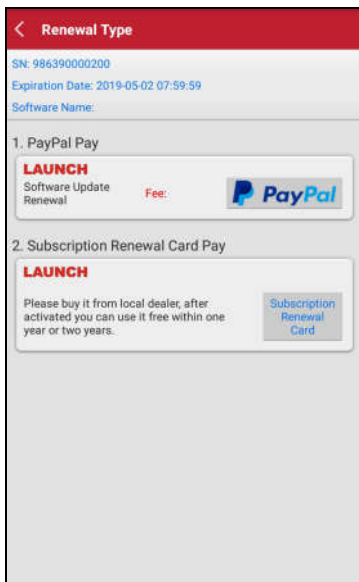 Renewal Type
SN: 986390000200
Expiration Date: 2019-05-02 07:59:59
Software Name:
1. PayPal Pay
LAUNCH
Software Update
Renewal
Fee:
PayPal
2. Subscription Renewal Card Pay
LAUNCH
Please buy it from local dealer, after
activated you can use it free within one
year or two years.
Subscription
Renewal
Card